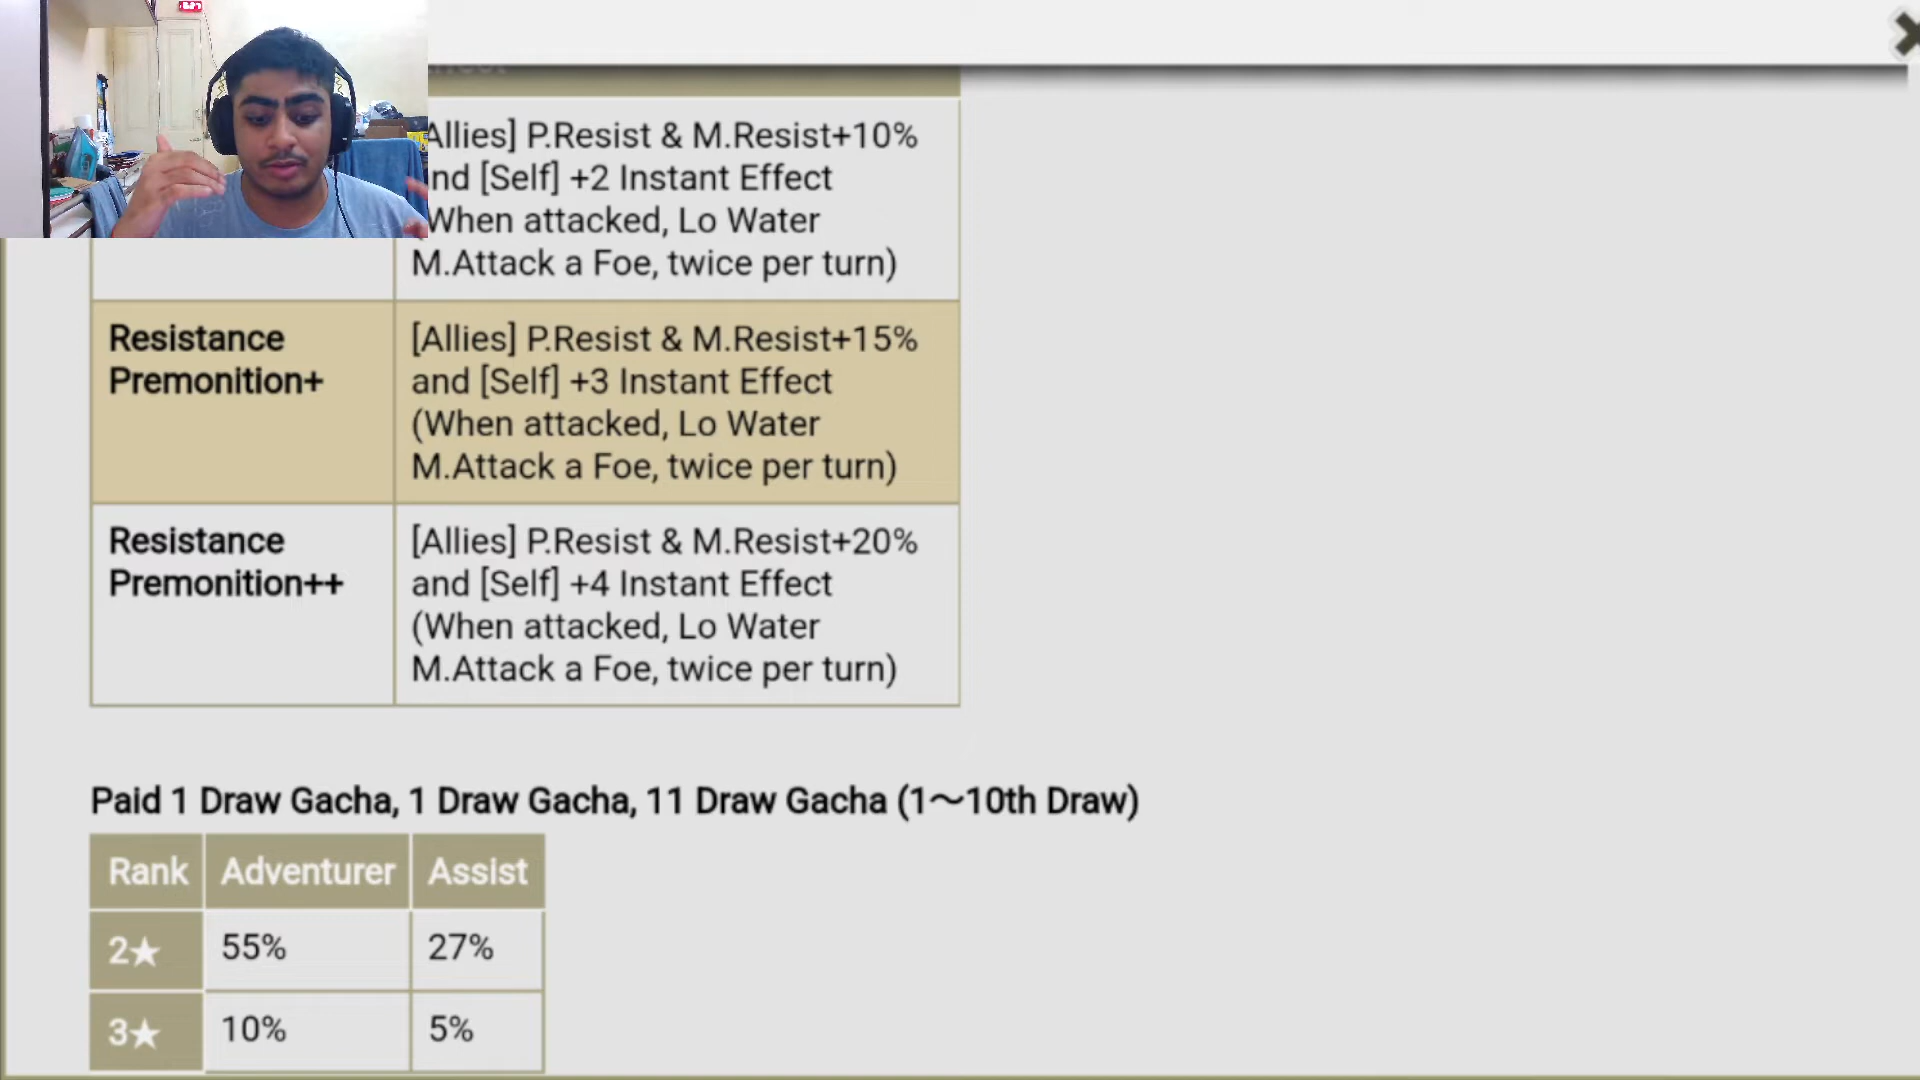 Allies] P.Resist & M.Resist+10%
nd [Self] +2 Instant Effect
When attacked, Lo Water
M.Attack a Foe, twice per turn)
Resistance
Premonition+
[Allies] P.Resist & M.Resist+15%
and [Self] +3 Instant Effect
(When attacked, Lo Water
M.Attack a Foe, twice per turn)
Resistance
Premonition++
[Allies] P.Resist & M.Resist+20%
and [Self] +4 Instant Effect
(When attacked, Lo Water
M.Attack a Foe, twice per turn)
Paid 1 Draw Gacha, 1 Draw Gacha, 11 Draw Gacha (1～10th Draw)
Rank Adventurer Assist
2★ 55% 27%
3★ 10% 5%